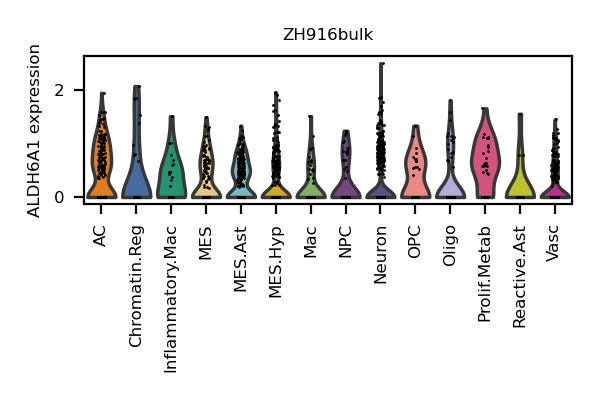 ZH916bulk
ALDH6A1 expression
2
0
AC
Chromatin.Reg
Inflammatory.Mac
MES
MES.Ast
MES.Hyp
Mac
NPC
Neuron
OPC
Oligo
Prolif.Metab
Reactive.Ast
Vasc